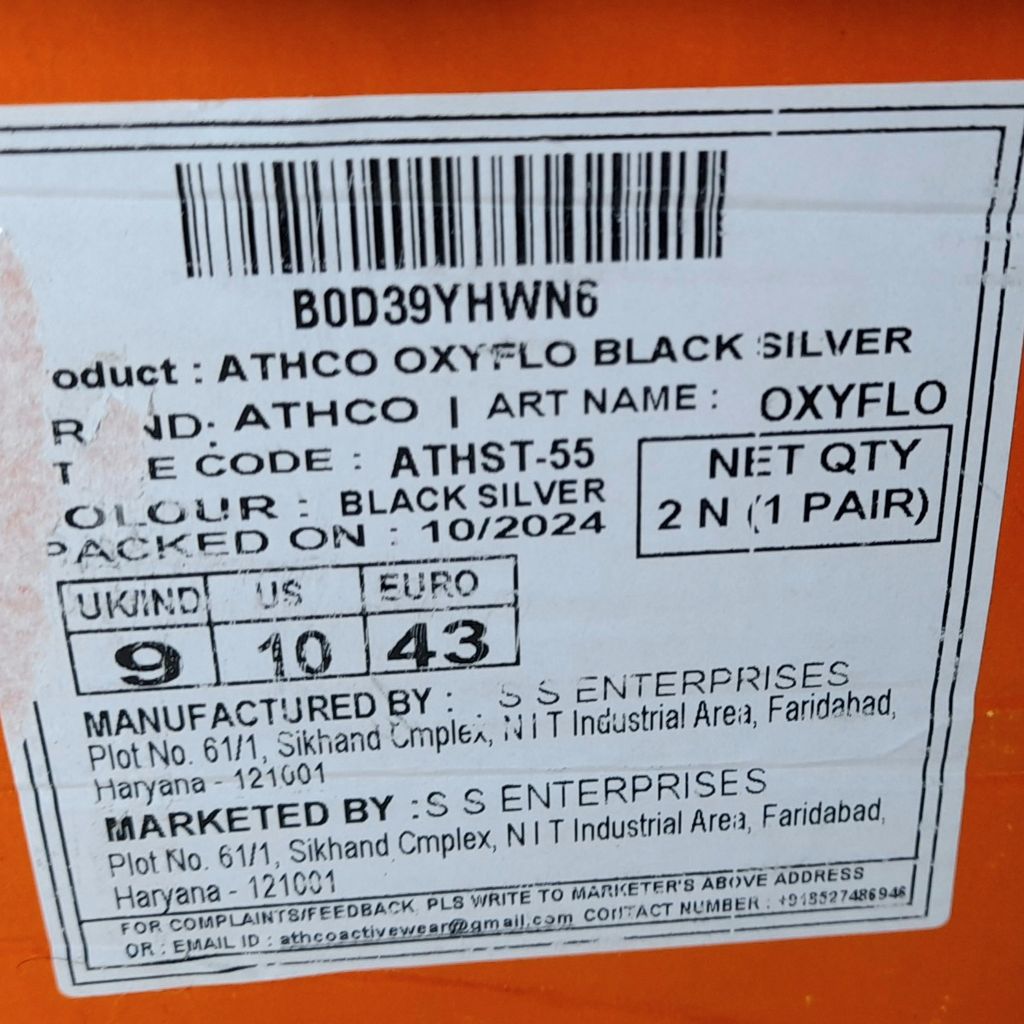 B0D39YHWN6
oduct : ATHCO OXYFLO BLACK SILVER
R ND: ATHCO | ART NAME : OXYFLO
T E CODE : ATHST-55
OLOUR : BLACK SILVER
PACKED ON : 10/2024
NET QTY
2 N (1 PAIR)
UK/IND US EURO
9 10 43
MANUFACTURED BY : S S ENTERPRISES
Plot No. 61/1, Sikhand Cmplex, N I T Industrial Area, Faridabad,
Haryana - 121001
MARKETED BY :S S ENTERPRISES
Plot No. 61/1, Sikhand Cmplex, N I T Industrial Area, Faridabad,
Haryana - 121001
FOR COMPLAINTS/FEEDBACK PLS WRITE TO MARKETER'S ABOVE ADDRESS
OR : EMAIL ID : athcoactivewear@gmail.com CONTACT NUMBER : +918527486946